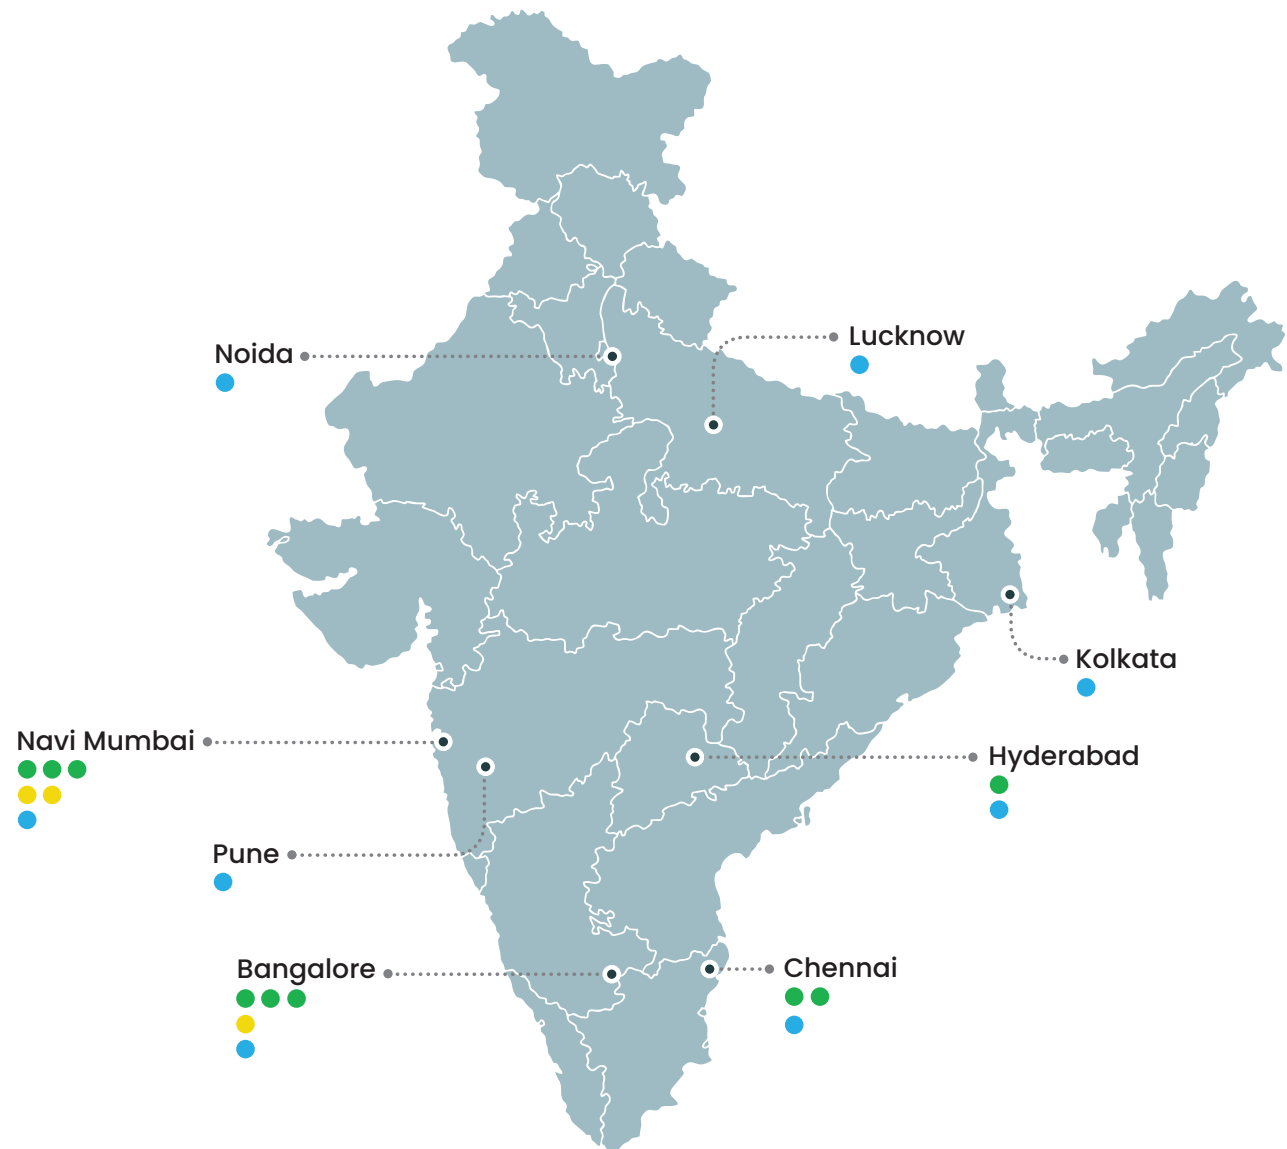 Lucknow
Noida
Kolkata
Navi Mumbai
Hyderabad
Pune
Bangalore
Chennai